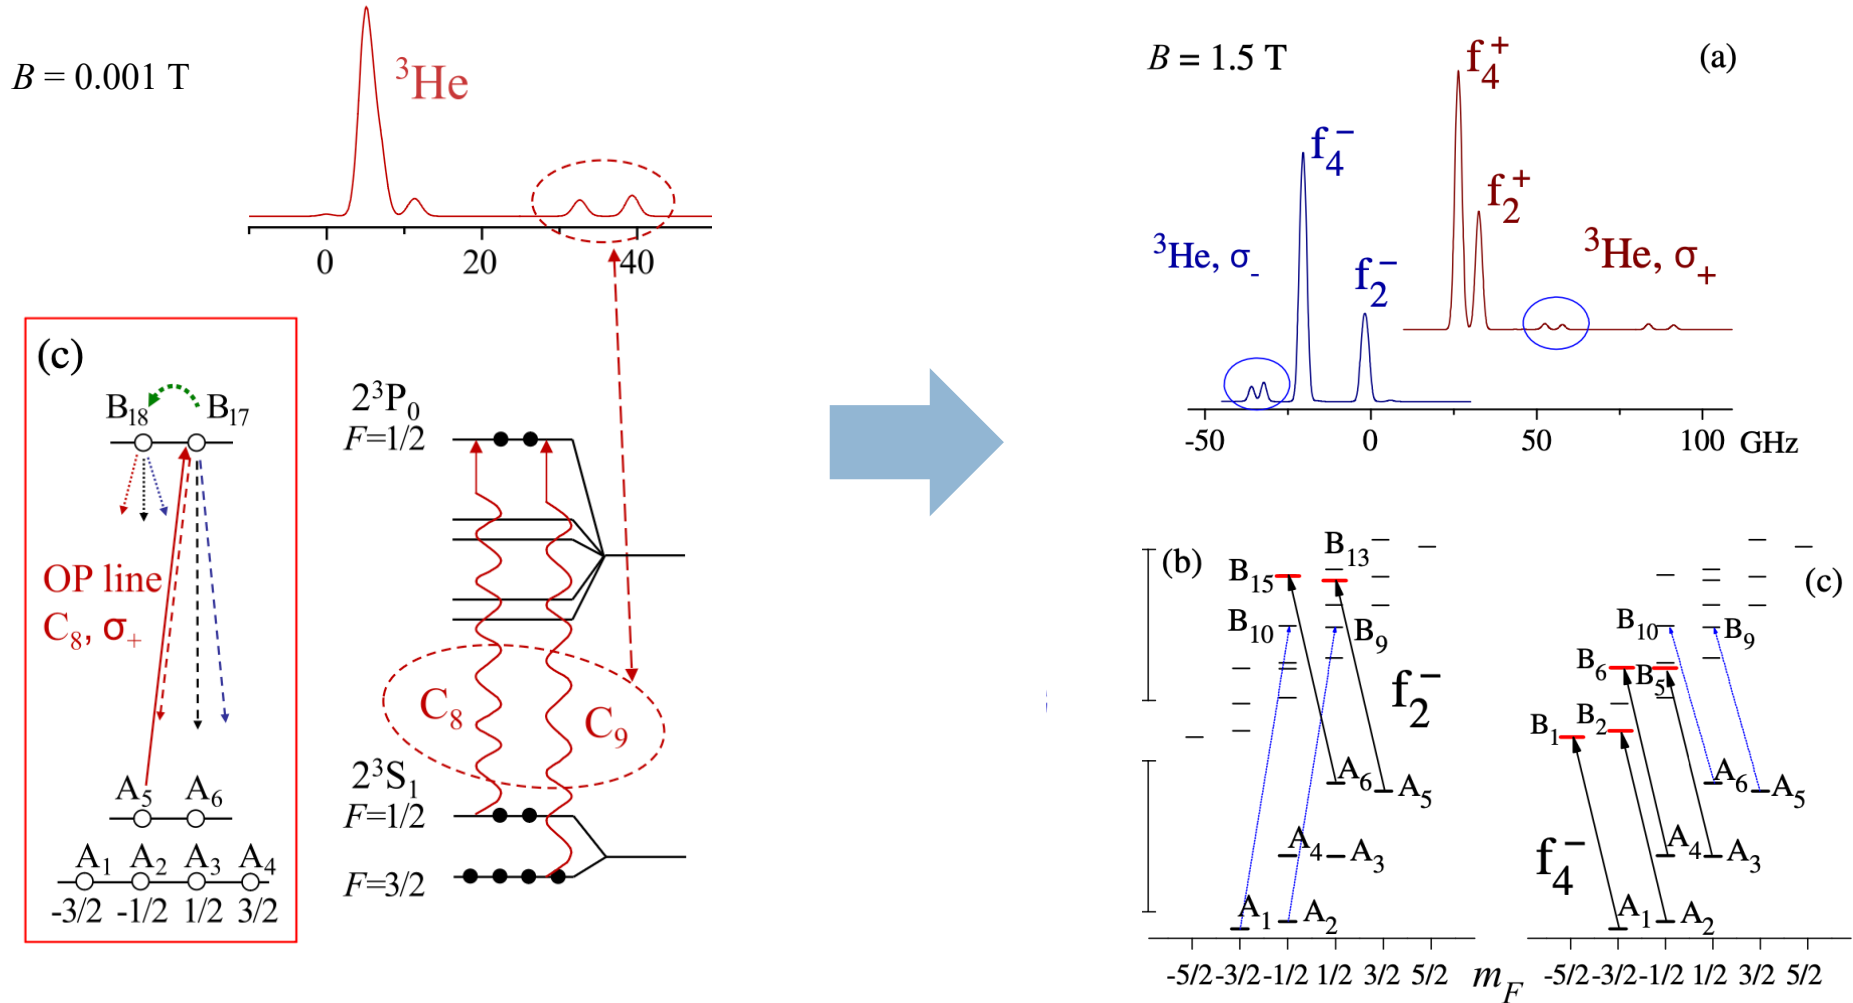 B = 0.001 T
³He
0 20 40
(c)
B₁₈ B₁₇
OP line
C₈, σ₊
A₅ A₆
A₁ A₂ A₃ A₄
-3/2 -1/2 1/2 3/2
2³P₀
F=1/2
C₈ C₉
2³S₁
F=1/2
F=3/2
B = 1.5 T
(a)
f₄⁺
f₄⁻
f₂⁺
³He, σ₋
f₂⁻
³He, σ₊
-50 0 50 100 GHz
(b)
B₁₃
B₁₅
B₁₀
B₉
f₂⁻
A₆
A₅
A₄ A₃
A₁ A₂
-5/2 -3/2 -1/2 1/2 3/2 5/2
m_F
(c)
B₁₀ B₉
B₆ B₅
B₁ B₂
A₆ A₅
f₄⁻
A₄ A₃
A₁ A₂
-5/2 -3/2 -1/2 1/2 3/2 5/2